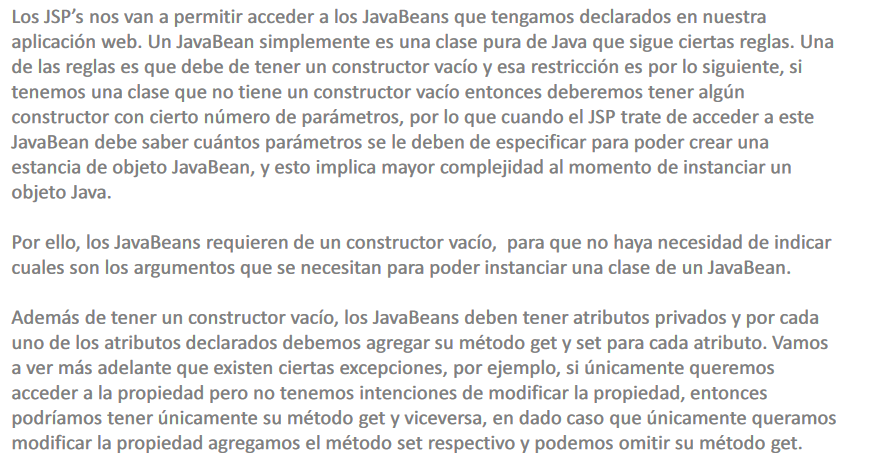 Los JSP’s nos van a permitir acceder a los JavaBeans que tengamos declarados en nuestra
aplicación web. Un JavaBean simplemente es una clase pura de Java que sigue ciertas reglas. Una
de las reglas es que debe de tener un constructor vacío y esa restricción es por lo siguiente, si
tenemos una clase que no tiene un constructor vacío entonces deberemos tener algún
constructor con cierto número de parámetros, por lo que cuando el JSP trate de acceder a este
JavaBean debe saber cuántos parámetros se le deben de especificar para poder crear una
estancia de objeto JavaBean, y esto implica mayor complejidad al momento de instanciar un
objeto Java.
Por ello, los JavaBeans requieren de un constructor vacío,  para que no haya necesidad de indicar
cuales son los argumentos que se necesitan para poder instanciar una clase de un JavaBean.
Además de tener un constructor vacío, los JavaBeans deben tener atributos privados y por cada
uno de los atributos declarados debemos agregar su método get y set para cada atributo. Vamos
a ver más adelante que existen ciertas excepciones, por ejemplo, si únicamente queremos
acceder a la propiedad pero no tenemos intenciones de modificar la propiedad, entonces
podríamos tener únicamente su método get y viceversa, en dado caso que únicamente queramos
modificar la propiedad agregamos el método set respectivo y podemos omitir su método get.